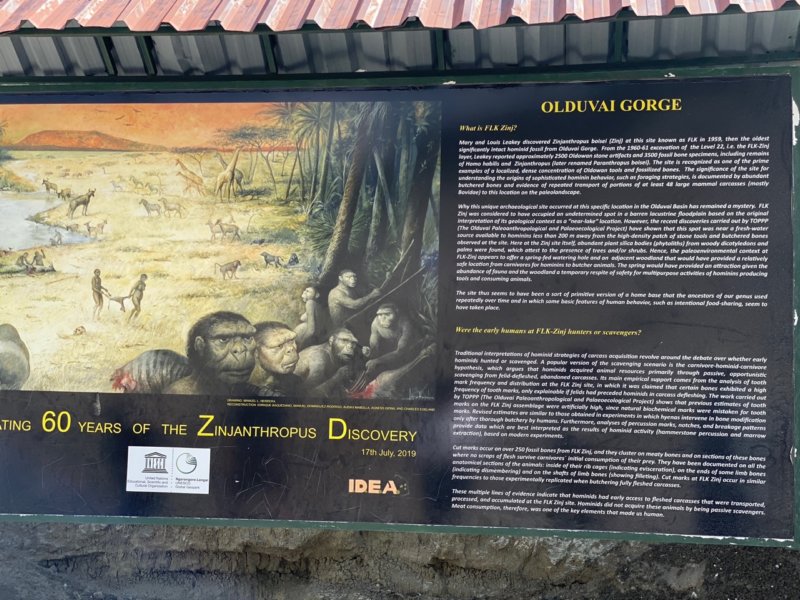 OLDUVAI GORGE
What is FLK Zinj?
Mary and Louis Leakey discovered Zinjanthropus boisei (Zinj) at this site known as FLK in 1959, then the oldest
significantly intact hominid fossil from Olduvai Gorge. From the 1960-61 excavation of the Level 22, i.e. the FLK-Zinj
layer, Leakey reported approximately 2500 Oldowan stone artifacts and 3500 fossil bone specimens, including remains
of Homo habilis and Zinjanthropus (later renamed Paranthropus boisei). The site is recognized as one of the prime
examples of a localized, dense concentration of Oldowan tools and fossilized bones. The significance of the site for
understanding the origins of sophisticated hominin behavior, such as foraging strategies, is documented by abundant
butchered bones and evidence of repeated transport of portions of at least 48 large mammal carcasses (mostly
Bovidae) to this location on the paleolandscape.
Why this unique archaeological site occurred at this specific location in the Olduvai Basin has remained a mystery. FLK
Zinj was considered to have occupied an undetermined spot in a barren lacustrine floodplain based on the original
interpretation of its geological context as a "near-lake" location. However, the recent discoveries carried out by TOPPP
(The Olduvai Paleoanthropological and Palaeoecological Project) have shown that this spot was near a fresh-water
source available to hominins less than 200 m away from the high-density patch of stone tools and butchered bones
observed at the site. Here at the Zinj site itself, abundant plant silica bodies (phytoliths) from woody dicotyledons and
palms were found, which attest to the presence of trees and/or shrubs. Hence, the paleoenvironmental context at
FLK-Zinj appears to offer a spring-fed watering hole and an adjacent woodland that would have provided a relatively
safe location from carnivores for hominins to butcher animals. The spring would have provided an attraction given the
abundance of fauna and the woodland a temporary respite of safety for multipurpose activities of hominins producing
tools and consuming animals.
The site thus seems to have been a sort of primitive version of a home base that the ancestors of our genus used
repeatedly over time and in which some basic features of human behavior, such as intentional food-sharing, seem to
have taken place.
Were the early humans at FLK-Zinj hunters or scavengers?
Traditional interpretations of hominid strategies of carcass acquisition revolve around the debate over whether early
hominids hunted or scavenged. A popular version of the scavenging scenario is the carnivore-hominid-carnivore
hypothesis, which argues that hominids acquired animal resources primarily through passive, opportunistic
scavenging from felid-defleshed, abandoned carcasses. Its main empirical support comes from the analysis of tooth
mark frequency and distribution at the FLK Zinj site, in which it was claimed that certain bones exhibited a high
frequency of tooth marks, only explainable if felids had preceded hominids in carcass defleshing. The work carried out
by TOPPP (The Olduvai Paleoanthropological and Palaeoecological Project) shows that previous estimates of tooth
marks on the FLK Zinj assemblage were artificially high, since natural biochemical marks were mistaken for tooth
marks. Revised estimates are similar to those obtained in experiments in which hyenas intervene in bone modification
only after thorough butchery by humans. Furthermore, analyses of percussion marks, notches, and breakage patterns
provide data which are best interpreted as the results of hominid activity (hammerstone percussion and marrow
extraction), based on modern experiments.
Cut marks occur on over 250 fossil bones from FLK Zinj, and they cluster on meaty bones and on sections of these bones
where no scraps of flesh survive carnivores' initial consumption of their prey. They have been documented on all the
anatomical sections of the animals: inside of their rib cages (indicating evisceration), on the ends of some limb bones
(indicating dismembering) and on the shafts of limb bones (showing filleting). Cut marks at FLK Zinj occur in similar
frequencies to those experimentally replicated when butchering fully fleshed carcasses.
These multiple lines of evidence indicate that hominids had early access to fleshed carcasses that were transported,
processed, and accumulated at the FLK Zinj site. Hominids did not acquire these animals by being passive scavengers.
Meat consumption, therefore, was one of the key elements that made us human.
DRAWING: MANUEL L. HERRERA
ATING 60 YEARS OF THE ZINJANTHROPUS DISCOVERY
17th July, 2019
UNESCO
United Nations
Educational, Scientific and
Cultural Organization
Ngorongoro-Lengai
UNESCO
Global Geopark
IDEA